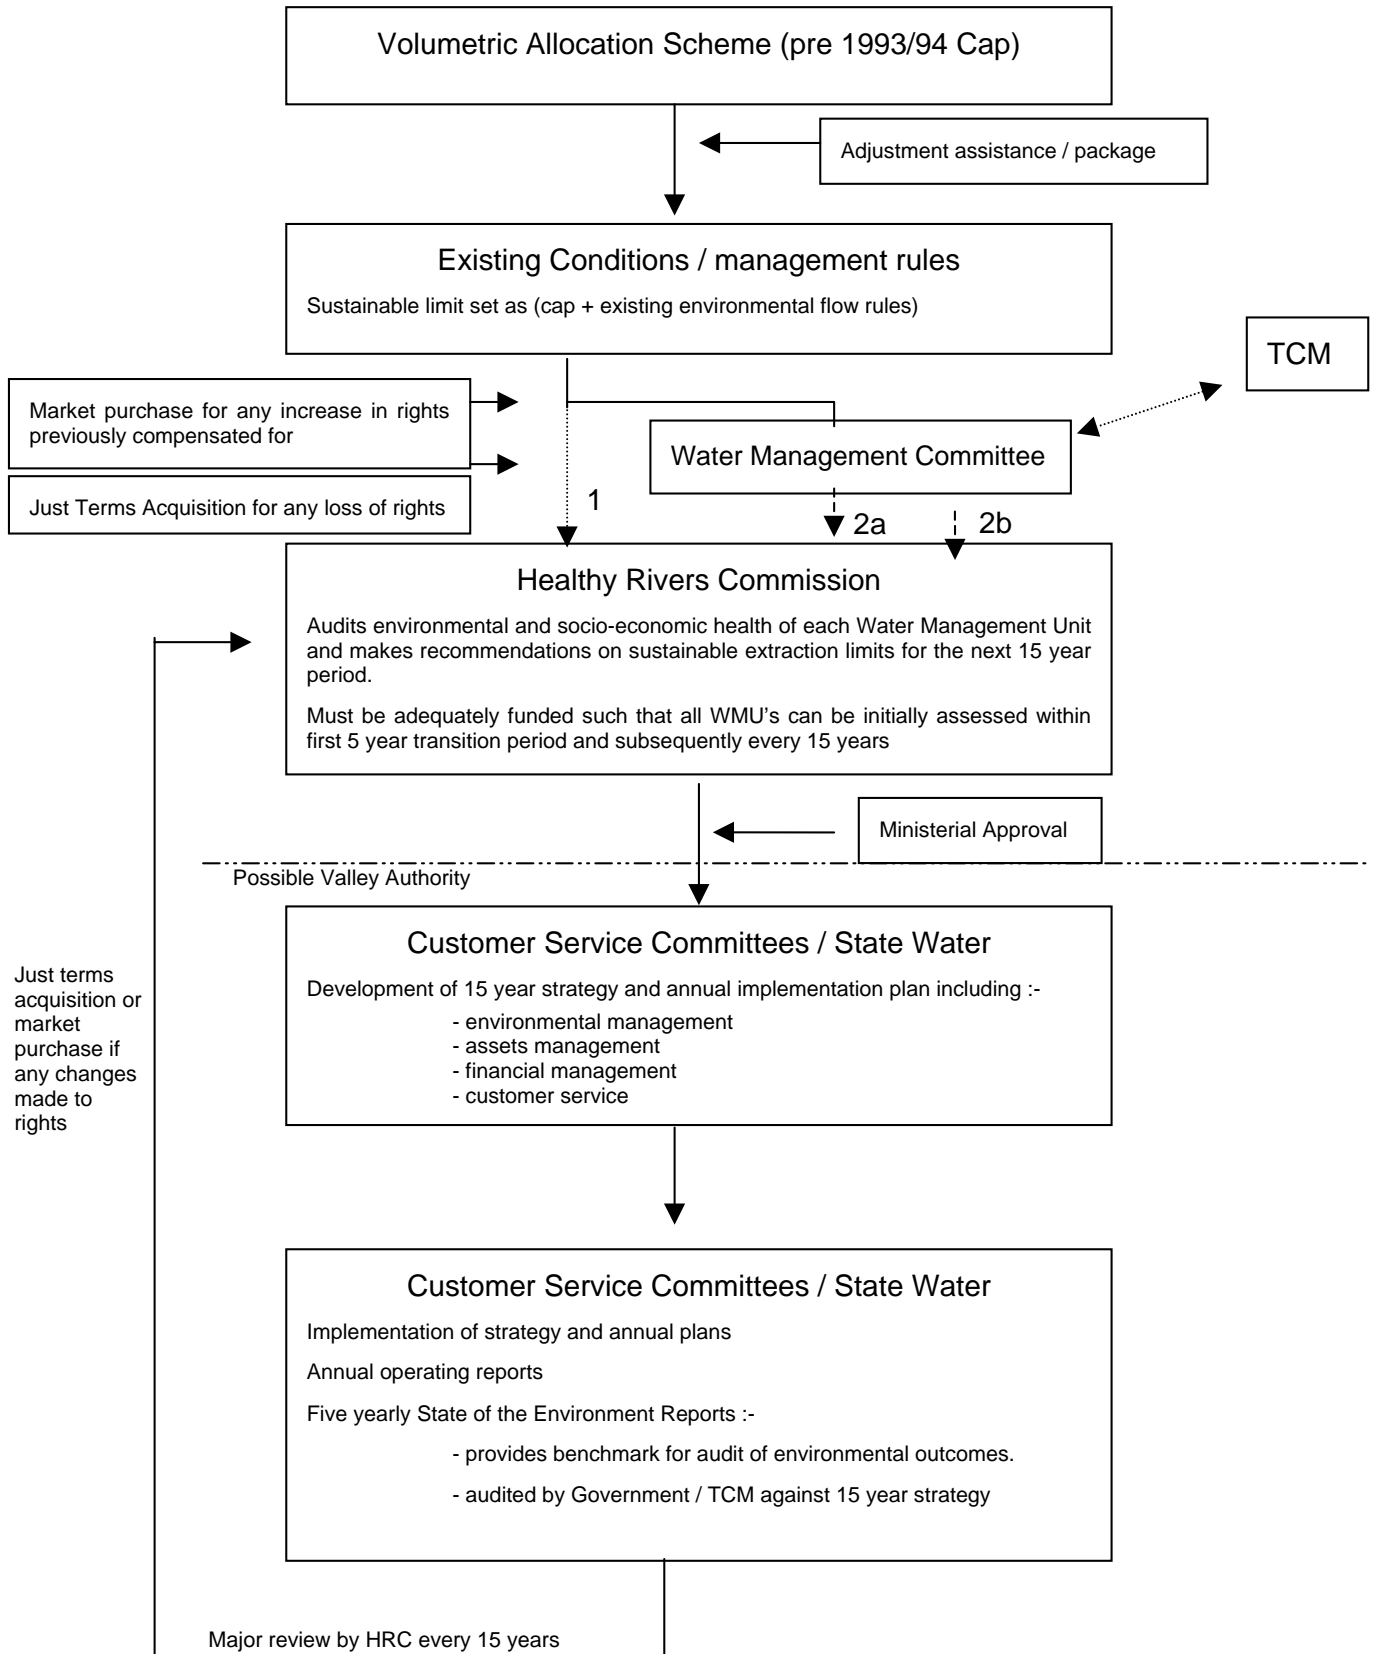 Volumetric Allocation Scheme (pre 1993/94 Cap)
Adjustment assistance / package
Existing Conditions / management rules
Sustainable limit set as (cap + existing environmental flow rules)
TCM
Market purchase for any increase in rights
previously compensated for
Water Management Committee
Just Terms Acquisition for any loss of rights
1
2a
2b
Healthy Rivers Commission
Audits environmental and socio-economic health of each Water Management Unit
and makes recommendations on sustainable extraction limits for the next 15 year
period.
Must be adequately funded such that all WMU's can be initially assessed within
first 5 year transition period and subsequently every 15 years
Ministerial Approval
Possible Valley Authority
Customer Service Committees / State Water
Development of 15 year strategy and annual implementation plan including :-
- environmental management
- assets management
- financial management
- customer service
Just terms
acquisition or
market
purchase if
any changes
made to
rights
Customer Service Committees / State Water
Implementation of strategy and annual plans
Annual operating reports
Five yearly State of the Environment Reports :-
- provides benchmark for audit of environmental outcomes.
- audited by Government / TCM against 15 year strategy
Major review by HRC every 15 years